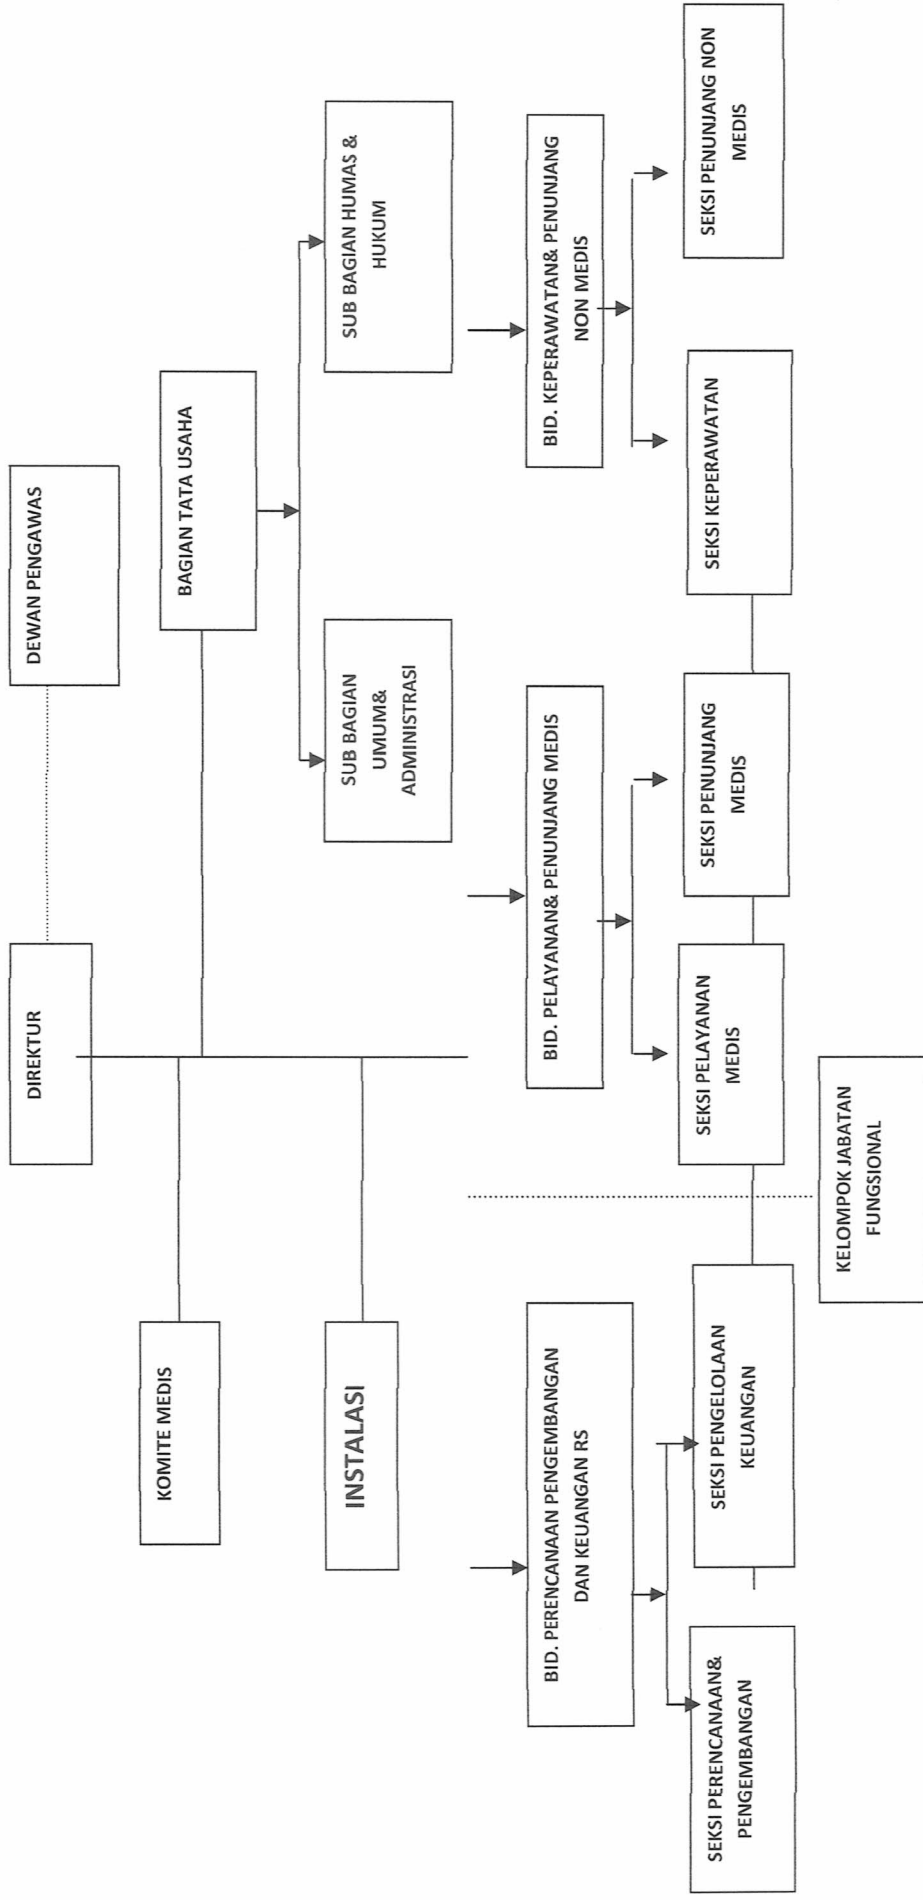 DIREKTUR
DEWAN PENGAWAS
KOMITE MEDIS
BAGIAN TATA USAHA
INSTALASI
SUB BAGIAN
UMUM&
ADMINISTRASI
SUB BAGIAN HUMAS &
HUKUM
BID. PERENCANAAN PENGEMBANGAN
DAN KEUANGAN RS
BID. PELAYANAN& PENUNJANG MEDIS
BID. KEPERAWATAN& PENUNJANG
NON MEDIS
SEKSI PERENCANAAN&
PENGEMBANGAN
SEKSI PENGELOLAAN
KEUANGAN
SEKSI PELAYANAN
MEDIS
SEKSI PENUNJANG
MEDIS
SEKSI KEPERAWATAN
SEKSI PENUNJANG NON
MEDIS
KELOMPOK JABATAN
FUNGSIONAL